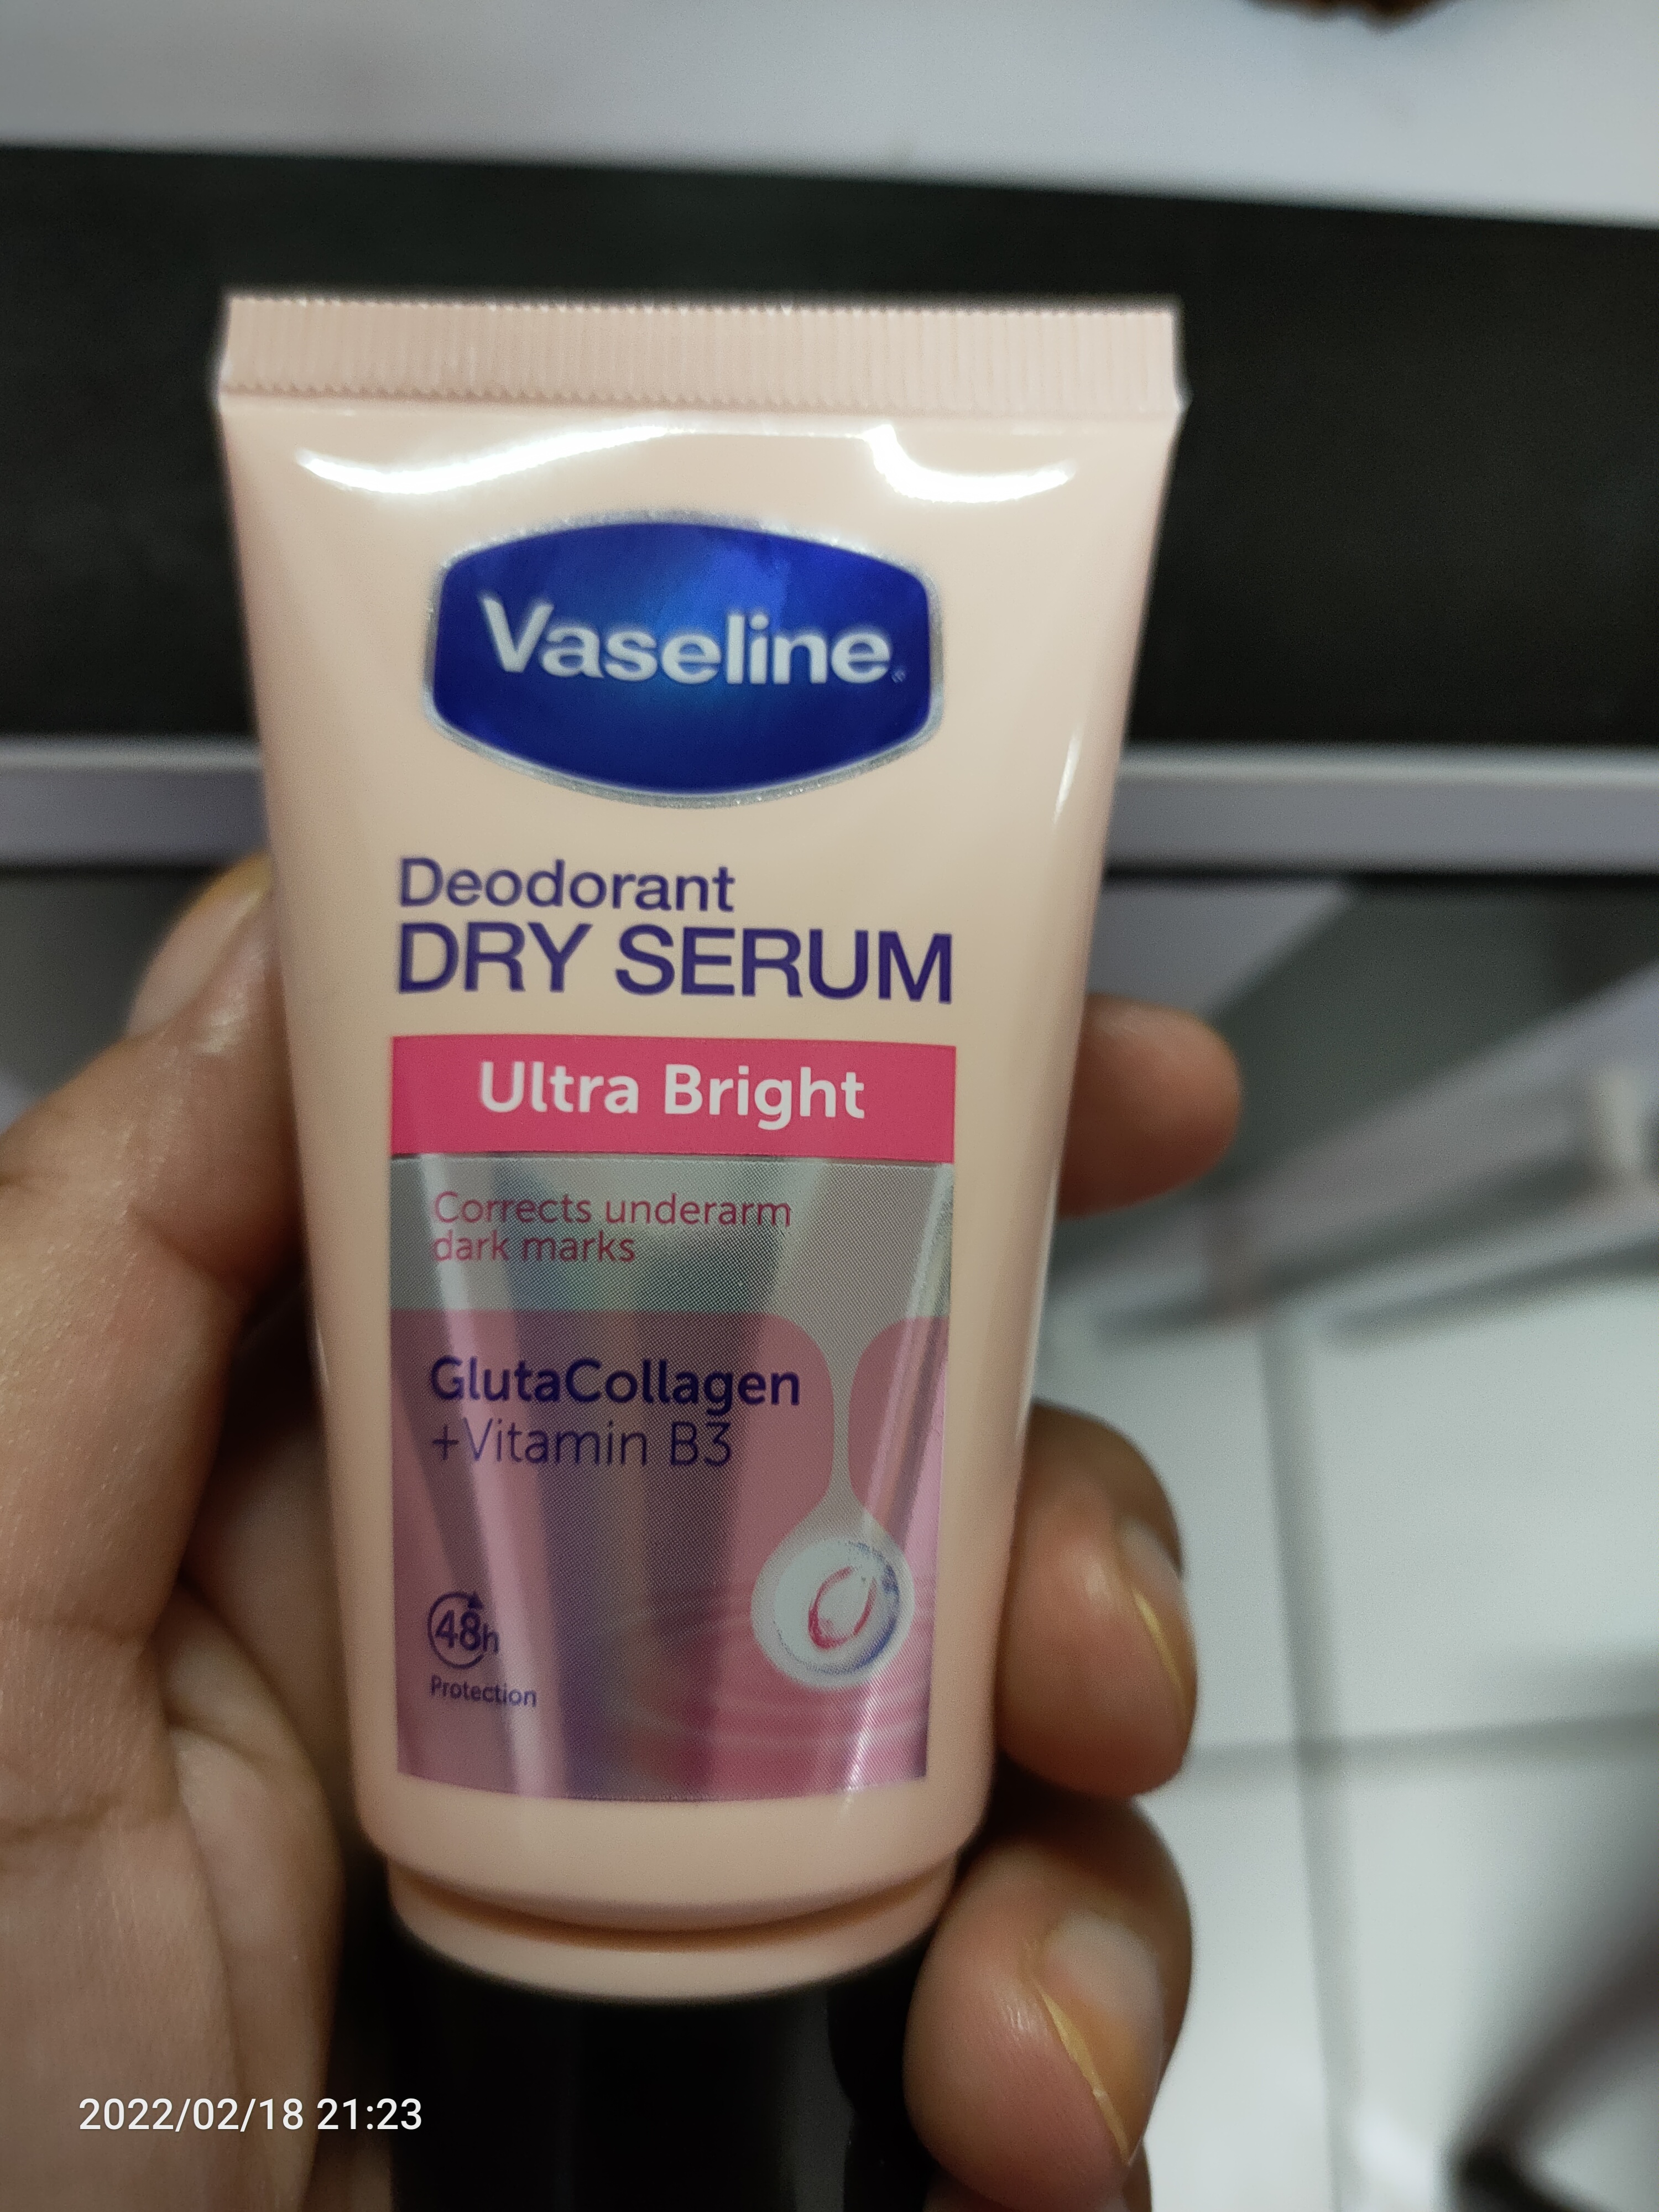 Vaseline
Deodorant
DRY SERUM
Ultra Bright
Corrects underarm
dark marks
GlutaCollagen
+Vitamin B3
48h
Protection
2022/02/18 21:23